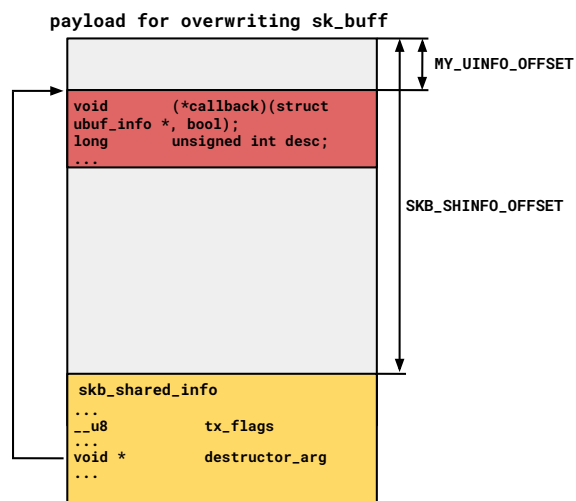 payload for overwriting sk_buff
MY_UINFO_OFFSET
void (*callback)(struct
ubuf_info *, bool);
long unsigned int desc;
...
SKB_SHINFO_OFFSET
skb_shared_info
...
__u8 tx_flags
...
void * destructor_arg
...